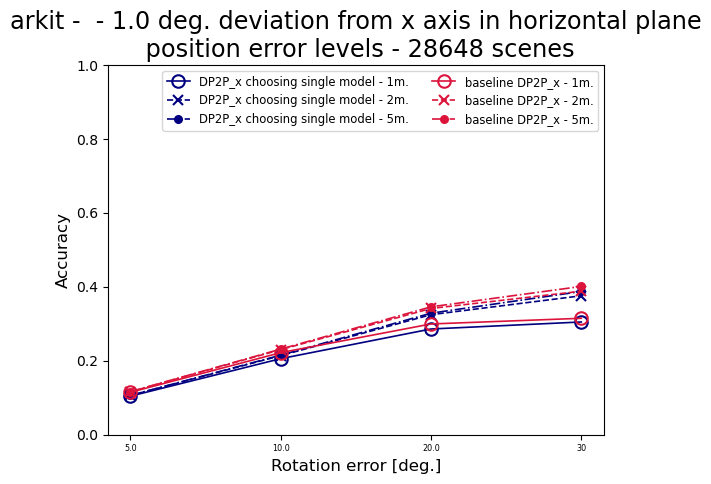 arkit -  - 1.0 deg. deviation from x axis in horizontal plane
position error levels - 28648 scenes
DP2P_x choosing single model - 1m.
DP2P_x choosing single model - 2m.
DP2P_x choosing single model - 5m.
baseline DP2P_x - 1m.
baseline DP2P_x - 2m.
baseline DP2P_x - 5m.
Accuracy
1.0
0.8
0.6
0.4
0.2
0.0
5.0 10.0 20.0 30
Rotation error [deg.]